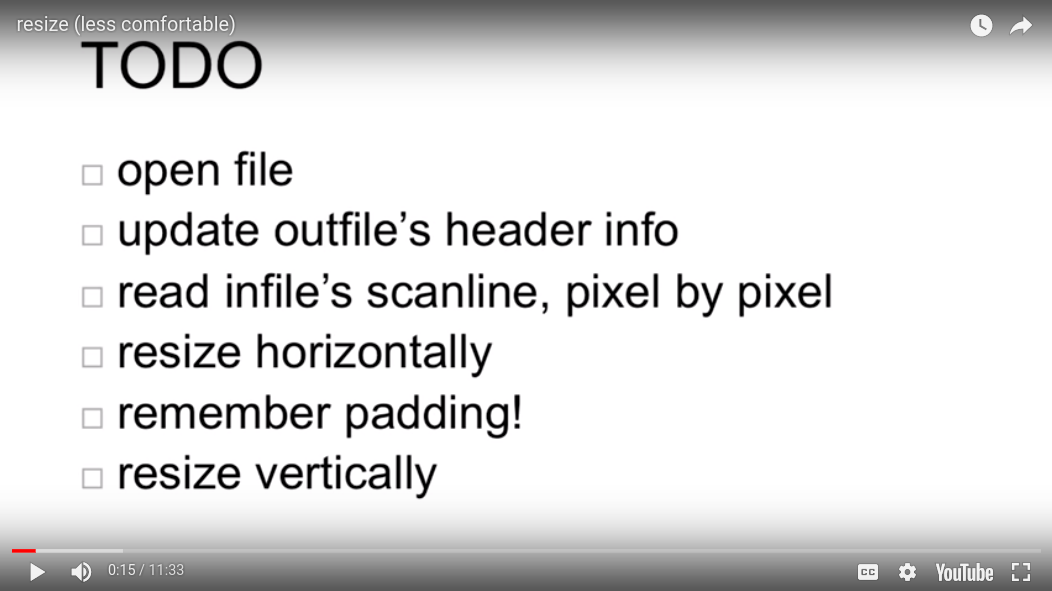 resize (less comfortable)
TODO
open file
update outfile’s header info
read infile’s scanline, pixel by pixel
resize horizontally
remember padding!
resize vertically
0:15 / 11:33
CC
YouTube